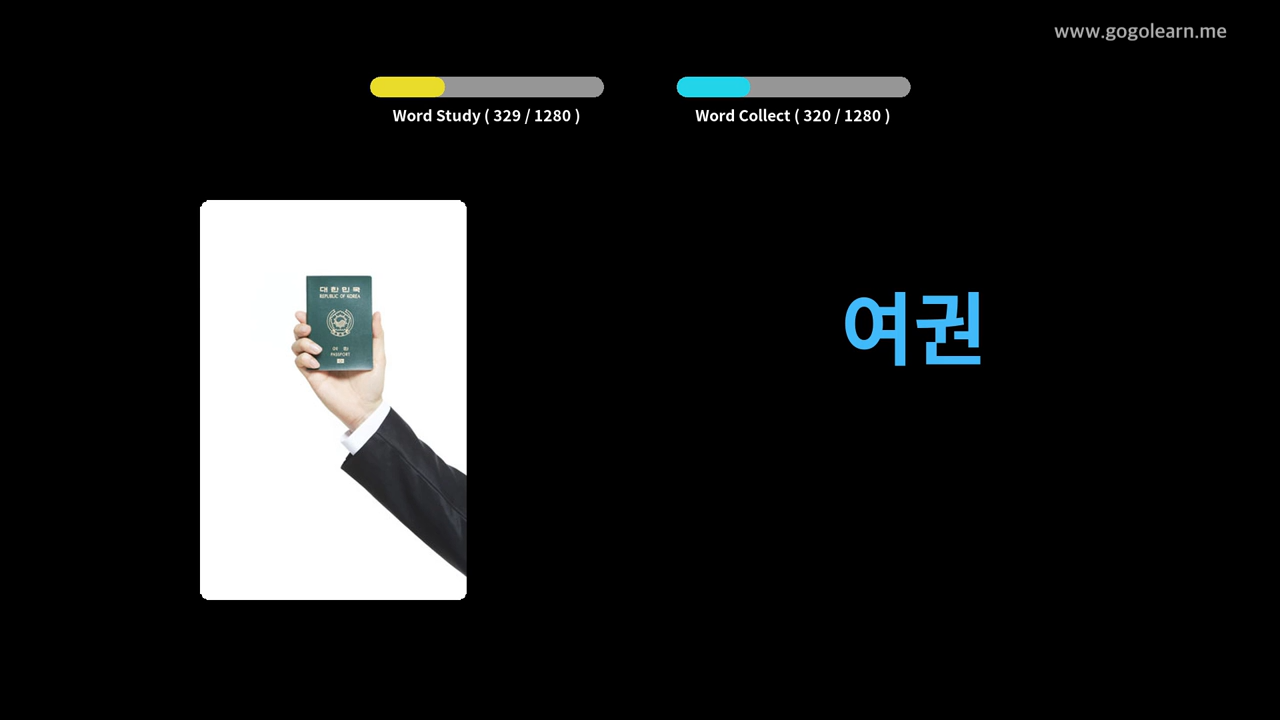 www.gogolearn.me
Word Study ( 329 / 1280 )
Word Collect ( 320 / 1280 )
대한민국
REPUBLIC OF KOREA
여권
PASSPORT
여권